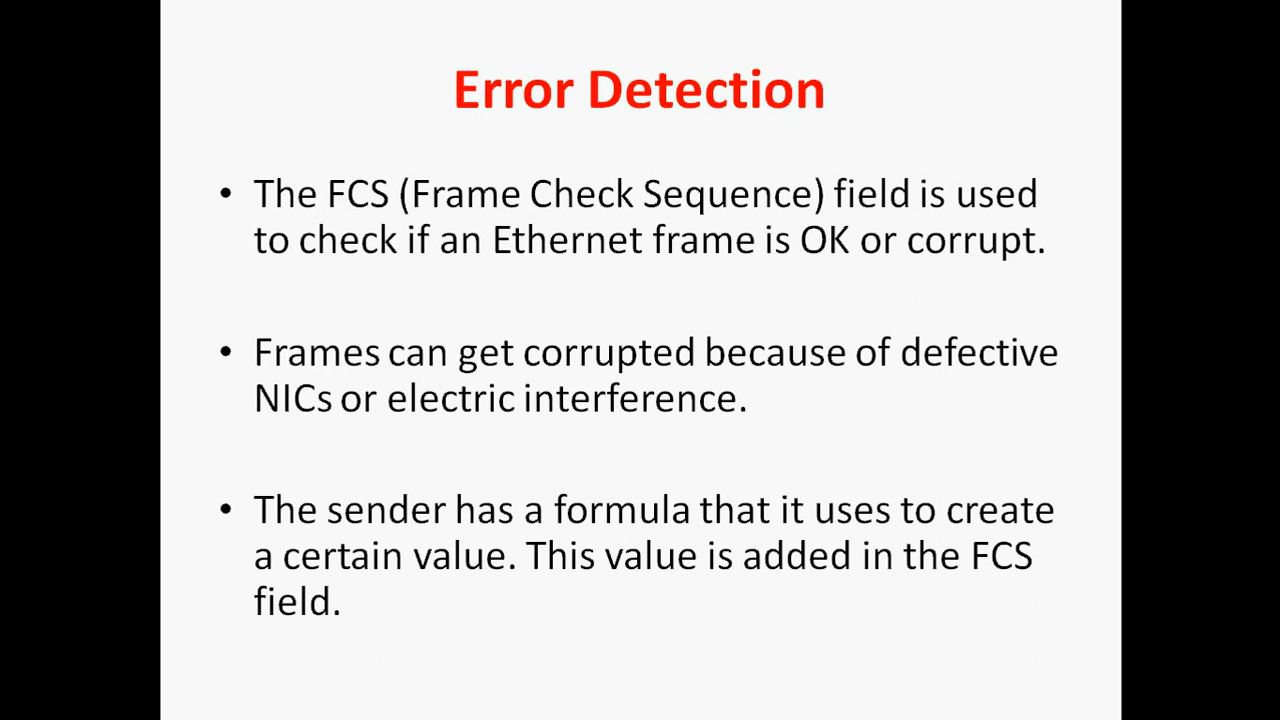 Error Detection
• The FCS (Frame Check Sequence) field is used
to check if an Ethernet frame is OK or corrupt.
• Frames can get corrupted because of defective
NICs or electric interference.
• The sender has a formula that it uses to create
a certain value. This value is added in the FCS
field.